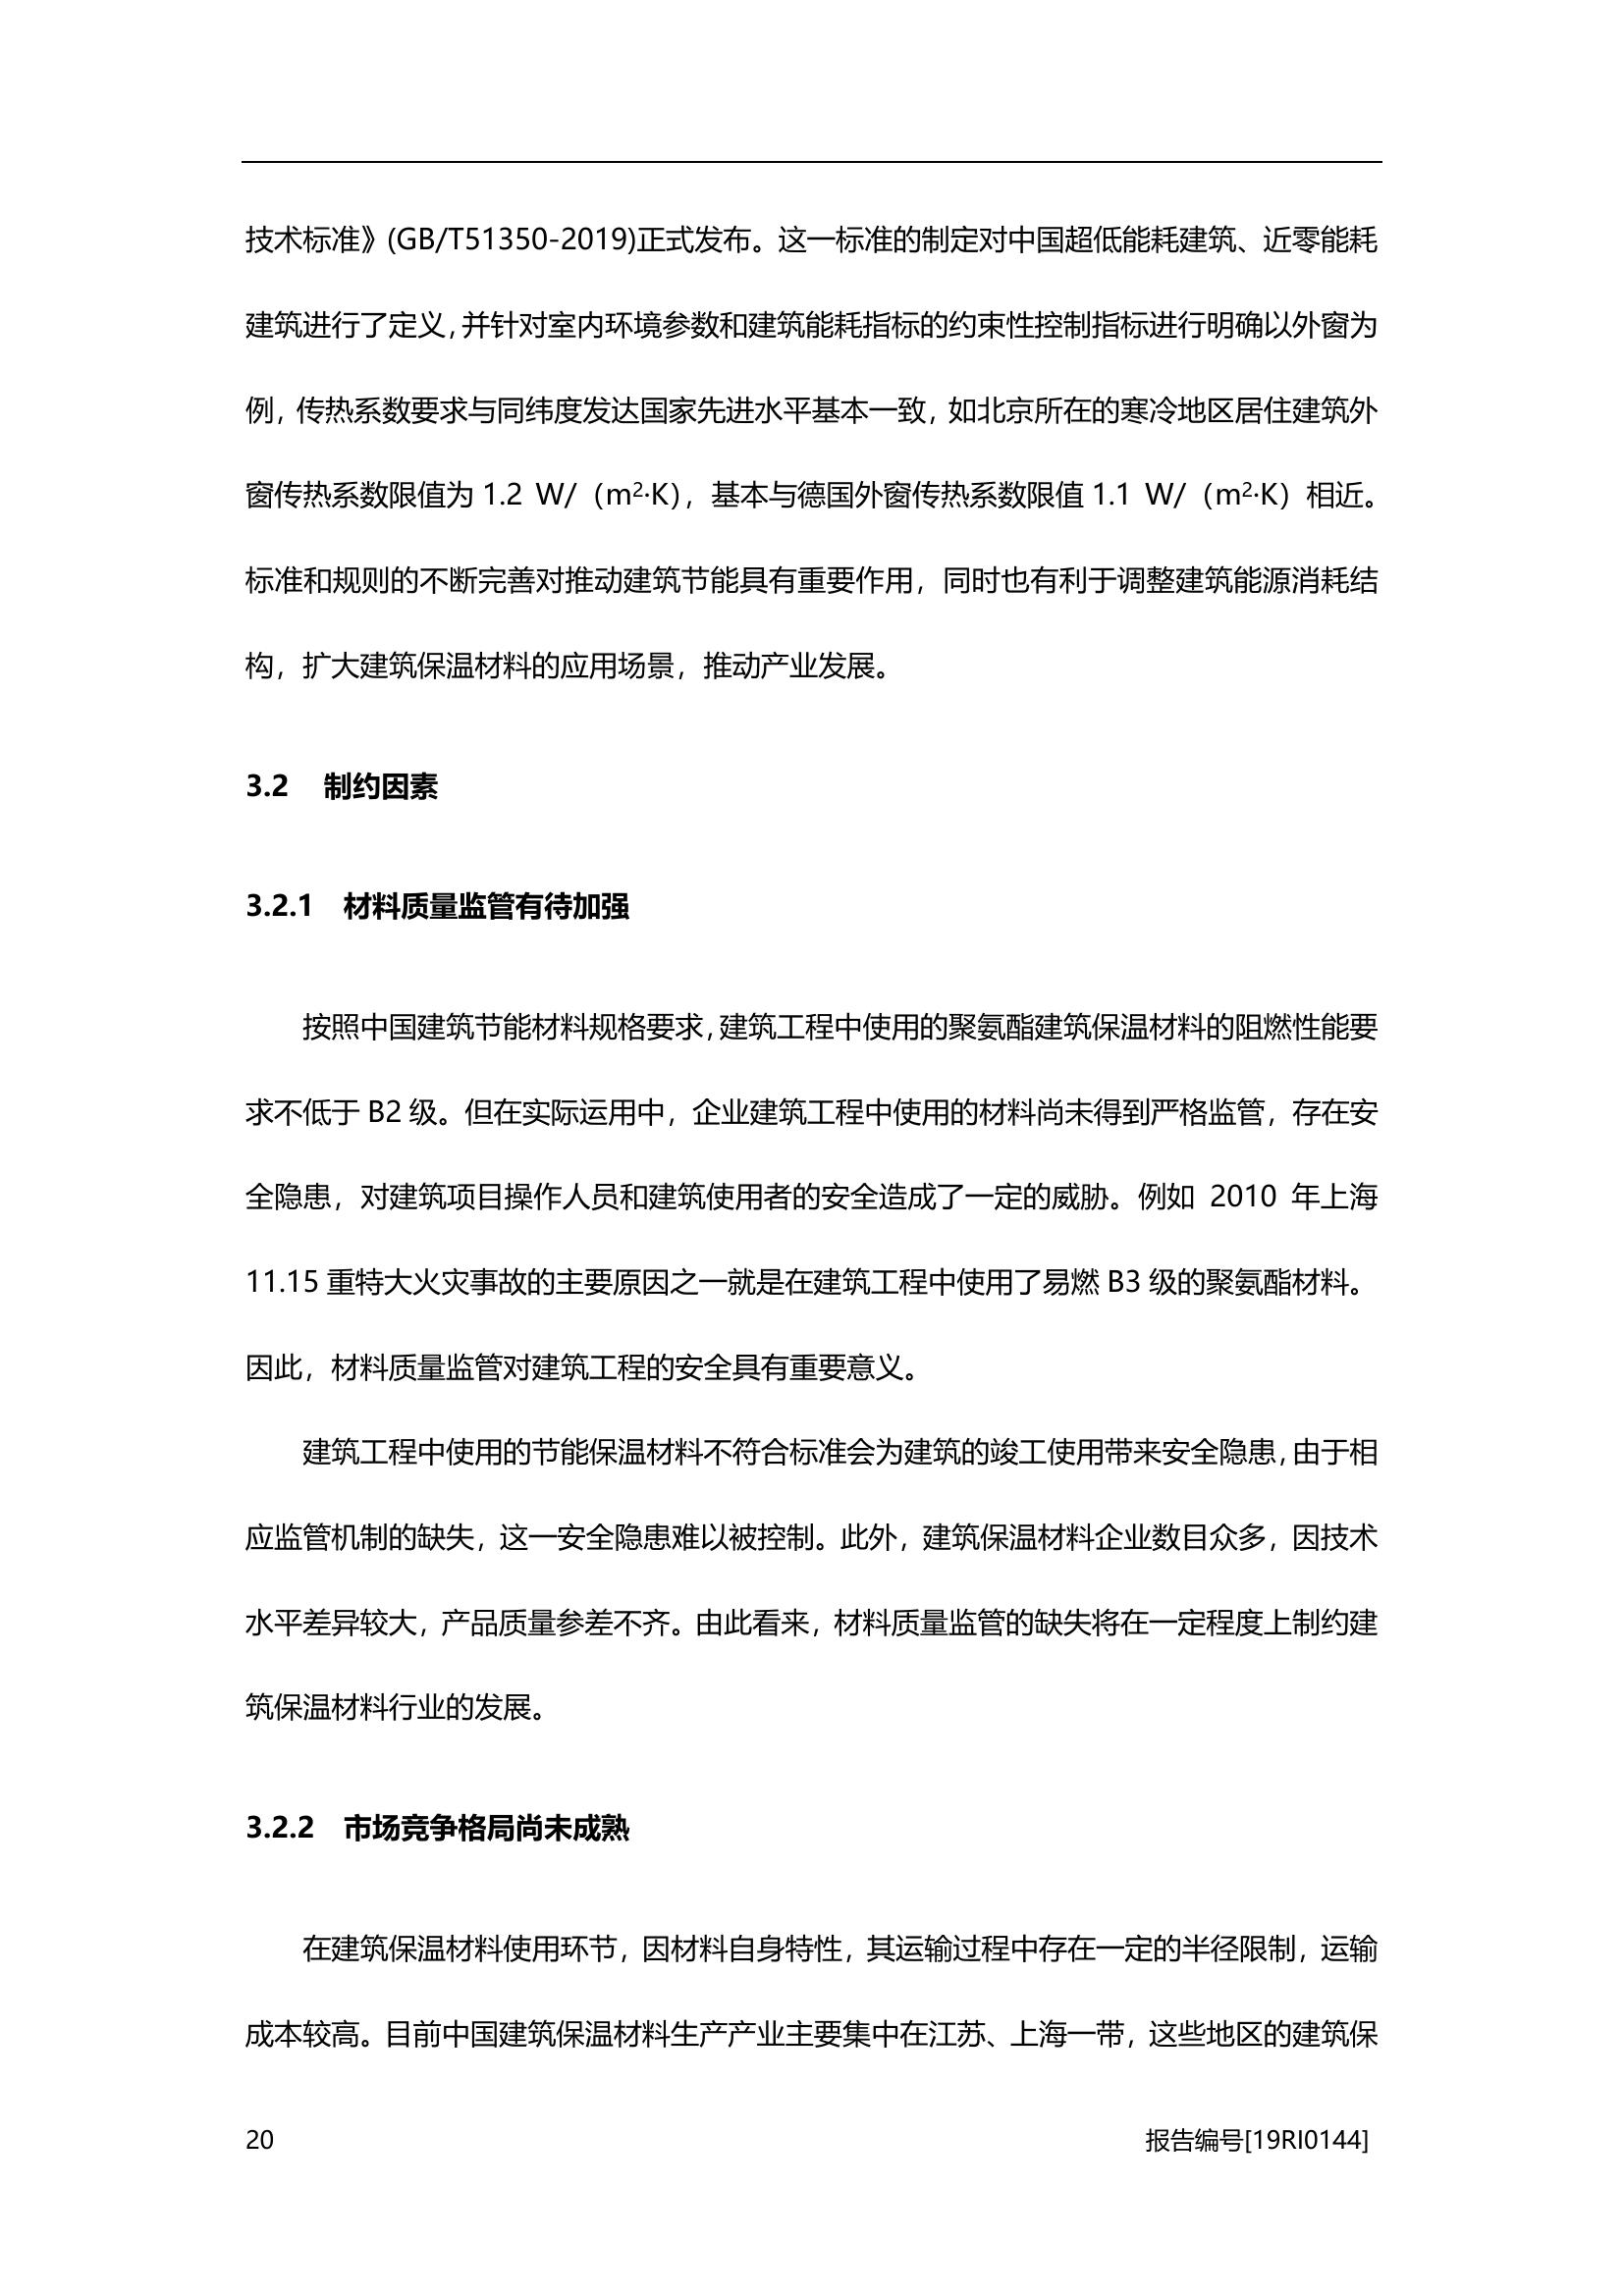 技术标准》(GB/T51350-2019)正式发布。这一标准的制定对中国超低能耗建筑、近零能耗
建筑进行了定义，并针对室内环境参数和建筑能耗指标的约束性控制指标进行明确以外窗为
例，传热系数要求与同纬度发达国家先进水平基本一致，如北京所在的寒冷地区居住建筑外
窗传热系数限值为 1.2 W/（m²·K），基本与德国外窗传热系数限值 1.1 W/（m²·K）相近。
标准和规则的不断完善对推动建筑节能具有重要作用，同时也有利于调整建筑能源消耗结
构，扩大建筑保温材料的应用场景，推动产业发展。
3.2 制约因素
3.2.1 材料质量监管有待加强
按照中国建筑节能材料规格要求，建筑工程中使用的聚氨酯建筑保温材料的阻燃性能要
求不低于 B2 级。但在实际运用中，企业建筑工程中使用的材料尚未得到严格监管，存在安
全隐患，对建筑项目操作人员和建筑使用者的安全造成了一定的威胁。例如 2010 年上海
11.15 重特大火灾事故的主要原因之一就是在建筑工程中使用了易燃 B3 级的聚氨酯材料。
因此，材料质量监管对建筑工程的安全具有重要意义。
建筑工程中使用的节能保温材料不符合标准会为建筑的竣工使用带来安全隐患，由于相
应监管机制的缺失，这一安全隐患难以被控制。此外，建筑保温材料企业数目众多，因技术
水平差异较大，产品质量参差不齐。由此看来，材料质量监管的缺失将在一定程度上制约建
筑保温材料行业的发展。
3.2.2 市场竞争格局尚未成熟
在建筑保温材料使用环节，因材料自身特性，其运输过程中存在一定的半径限制，运输
成本较高。目前中国建筑保温材料生产产业主要集中在江苏、上海一带，这些地区的建筑保
20 报告编号[19RI0144]